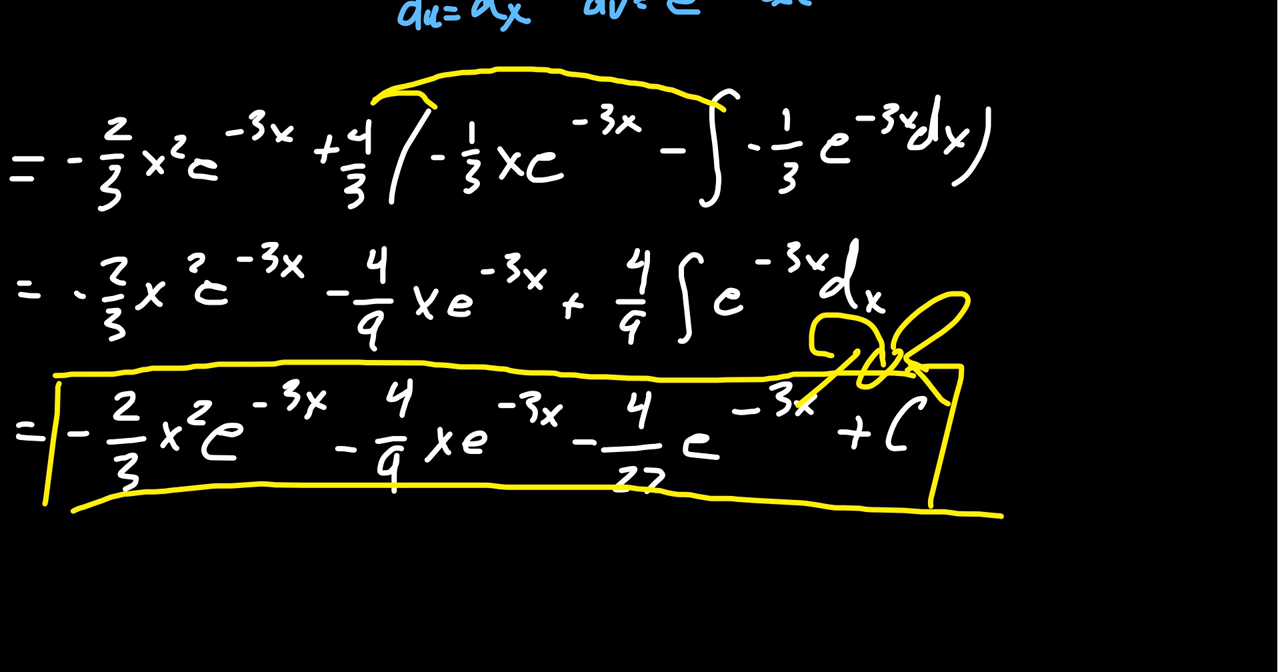 du = dx dv = e
= -2/3 x²e^(-3x) + 4/3 ( -1/3 xe^(-3x) - ∫ -1/3 e^(-3x) dx )
= -2/3 x²e^(-3x) - 4/9 xe^(-3x) + 4/9 ∫ e^(-3x) dx
= -2/3 x²e^(-3x) - 4/9 xe^(-3x) - 4/27 e^(-3x) + C